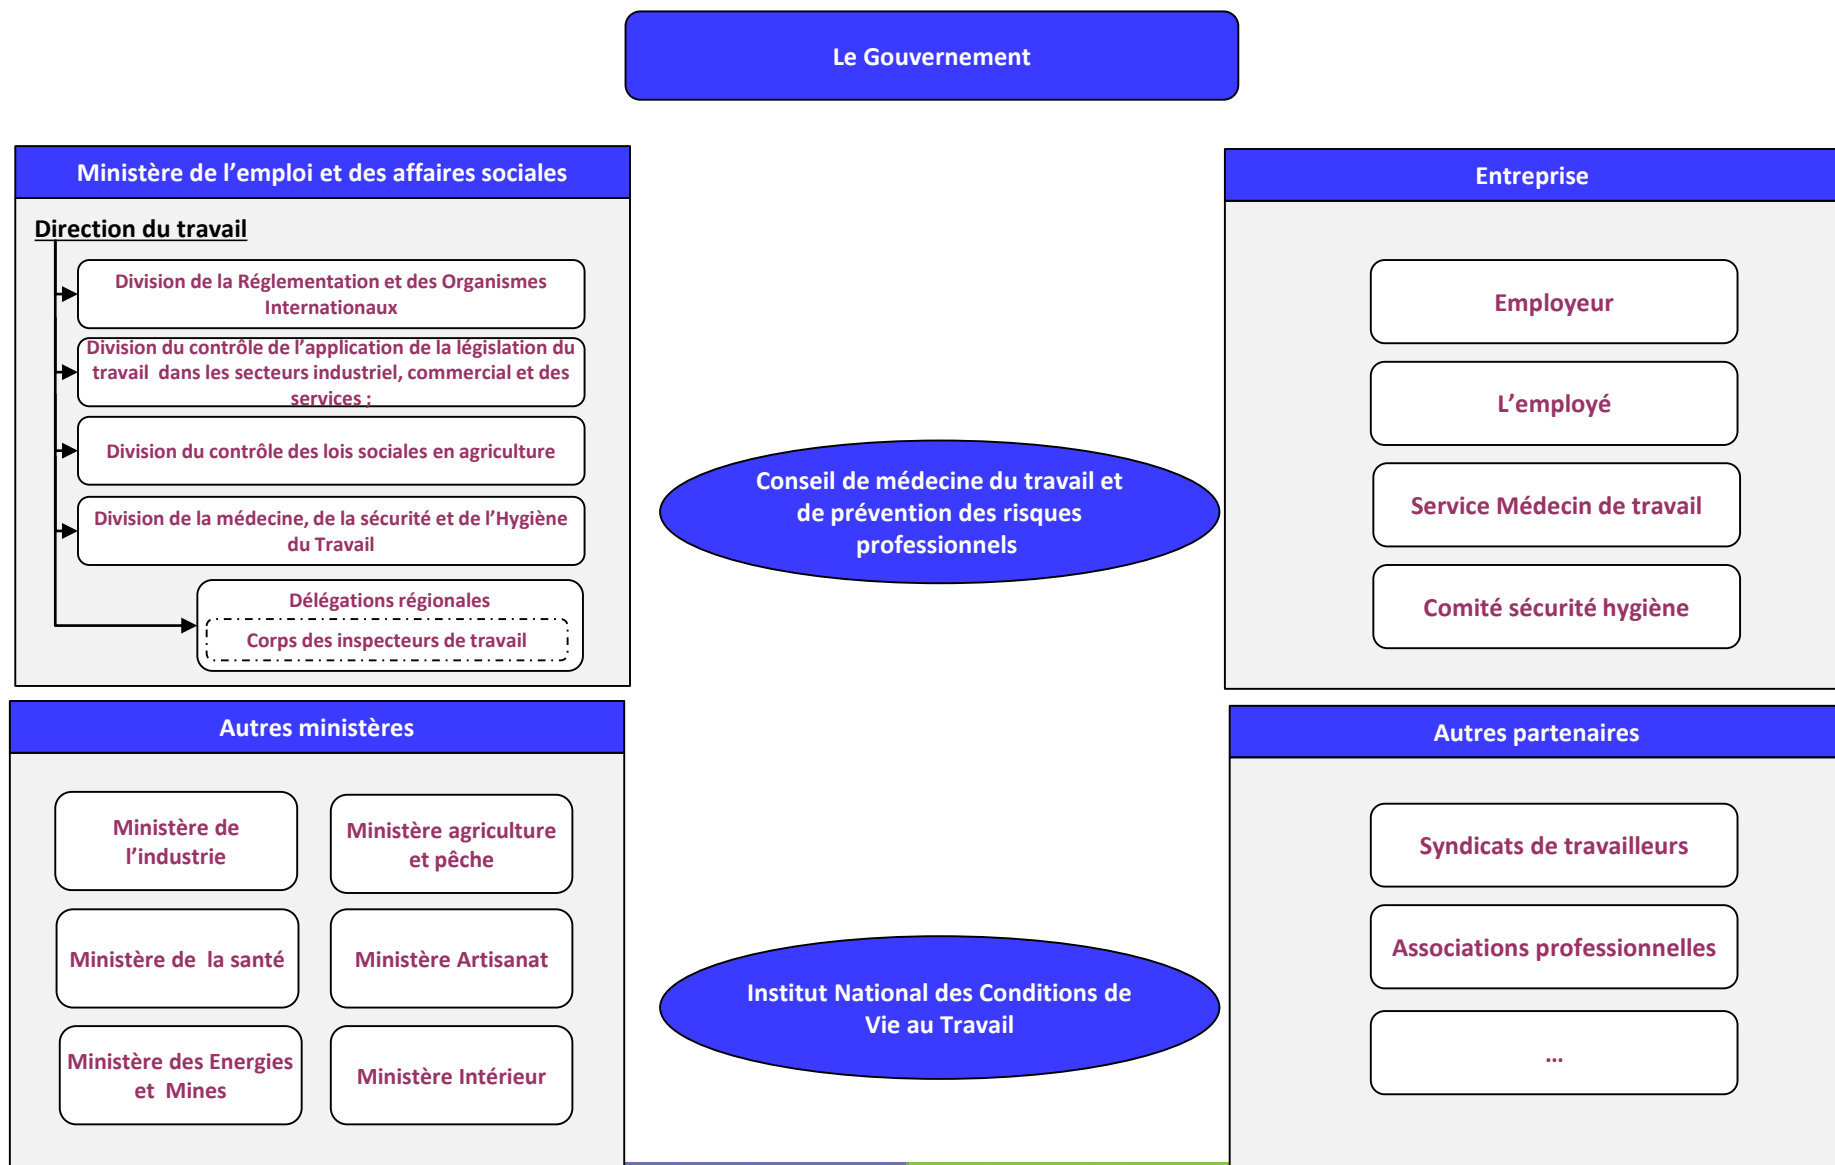 Le Gouvernement
Ministère de l’emploi et des affaires sociales
Direction du travail
Division de la Réglementation et des Organismes
Internationaux
Division du contrôle de l’application de la législation du
travail dans les secteurs industriel, commercial et des
services ;
Division du contrôle des lois sociales en agriculture
Division de la médecine, de la sécurité et de l’Hygiène
du Travail
Délégations régionales
Corps des inspecteurs de travail
Conseil de médecine du travail et
de prévention des risques
professionnels
Entreprise
Employeur
L’employé
Service Médecin de travail
Comité sécurité hygiène
Autres ministères
Ministère de
l’industrie
Ministère agriculture
et pêche
Ministère de la santé
Ministère Artisanat
Ministère des Energies
et Mines
Ministère Intérieur
Institut National des Conditions de
Vie au Travail
Autres partenaires
Syndicats de travailleurs
Associations professionnelles
...